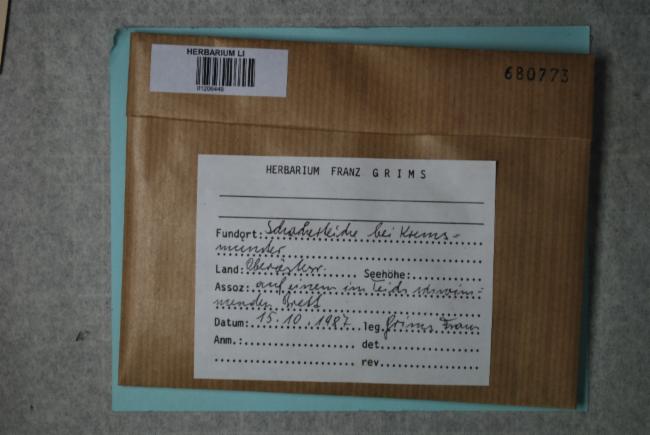 HERBARIUM LI
680773
HERBARIUM FRANZ GRIMS
Fundort: Schacherteiche bei Krems-
münster
Land: Oberösterr. Seehöhe:
Assoz: auf einem im Teich schwim-
menden Brett
Datum: 15.10.1987 leg. Grims Franz
Anm.: det.
rev.